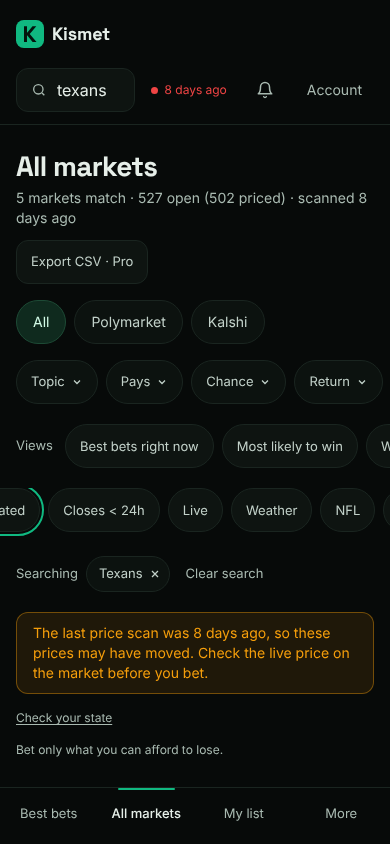 K Kismet
texans
8 days ago
Account
All markets
5 markets match · 527 open (502 priced) · scanned 8
days ago
Export CSV · Pro
All
Polymarket
Kalshi
Topic
Pays
Chance
Return
Views
Best bets right now
Most likely to win
ated
Closes < 24h
Live
Weather
NFL
Searching
Texans ×
Clear search
The last price scan was 8 days ago, so these
prices may have moved. Check the live price on
the market before you bet.
Check your state
Bet only what you can afford to lose.
Best bets
All markets
My list
More